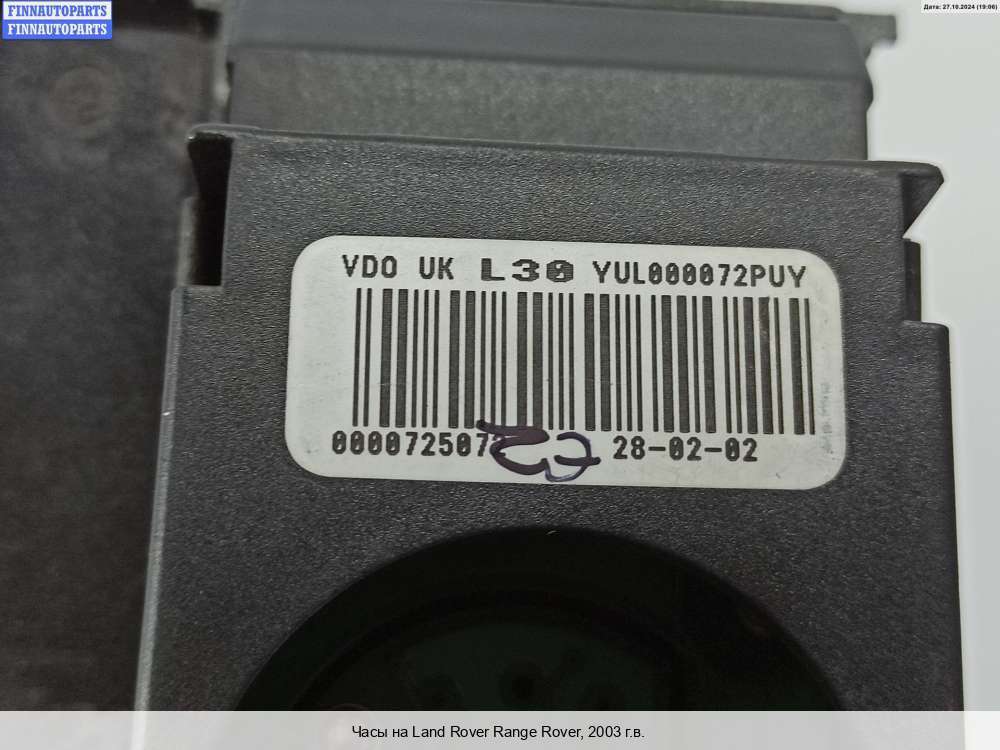 FINNAUTOPARTS
FINNAUTOPARTS
Дата: 27.10.2024 (19:06)
VDO UK L30 YUL000072PUY
28-02-02
Часы на Land Rover Range Rover, 2003 г.в.